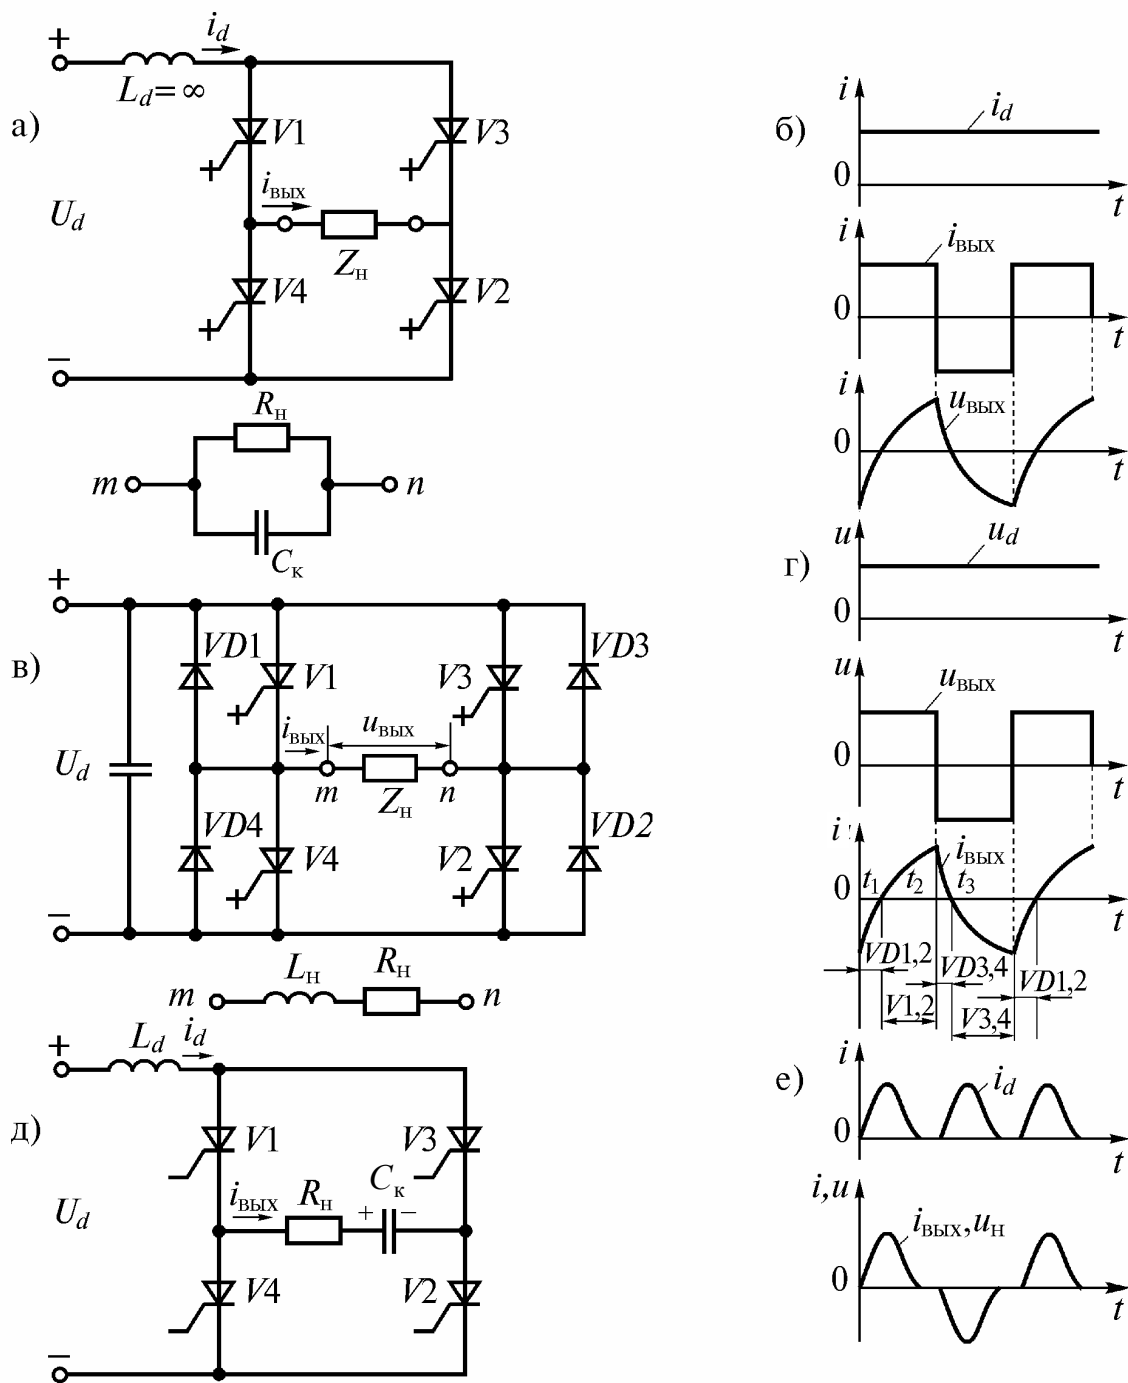 +
i_d
L_d = ∞
а)
V1
V3
i_вых
U_d
Z_н
V4
V2
−
R_н
m
n
C_к
+
в)
VD1
V1
V3
VD3
i_вых
u_вых
U_d
m
n
Z_н
VD4
V4
V2
VD2
−
L_н
R_н
m
n
+
L_d
i_d
д)
V1
V3
C_к
i_вых
R_н
+ −
U_d
V4
V2
−
б)
i
i_d
0
t
i
i_вых
0
t
i
u_вых
0
t
г)
u
u_d
0
t
u
u_вых
0
t
i
i_вых
t_1
t_2
t_3
0
t
VD1,2
VD3,4
VD1,2
V1,2
V3,4
е)
i
i_d
0
t
i,u
i_вых, u_н
0
t